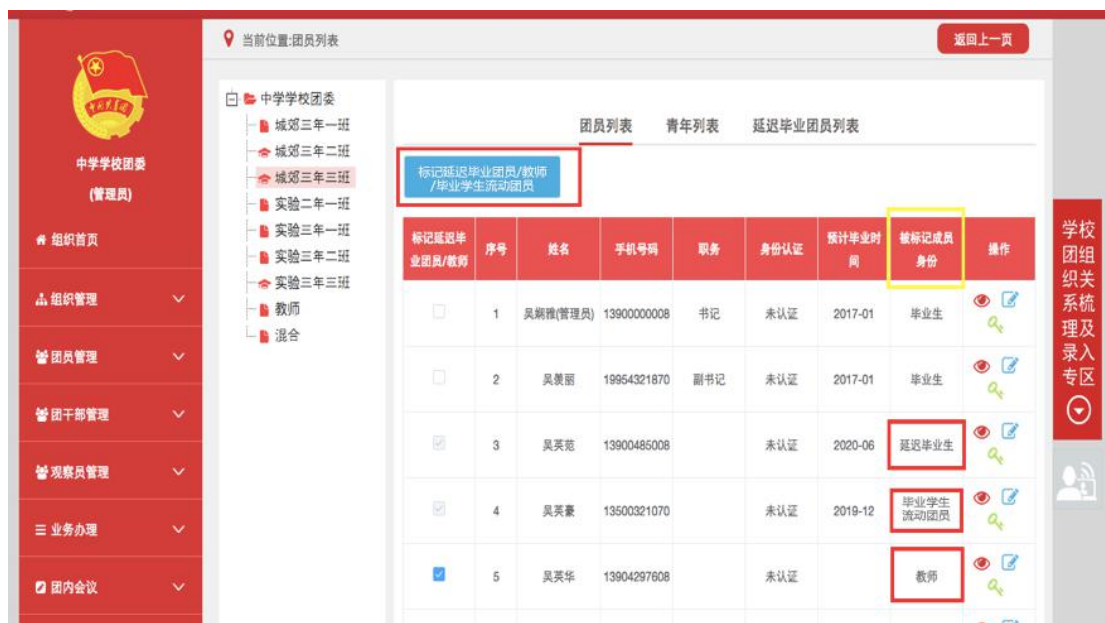 当前位置:团员列表
返回上一页
中学学校团委
(管理员)
组织首页
组织管理
团员管理
团干部管理
观察员管理
业务办理
团内会议
中学学校团委
城郊三年一班
城郊三年二班
城郊三年三班
实验二年一班
实验三年一班
实验三年二班
实验三年三班
教师
混合
团员列表 青年列表 延迟毕业团员列表
标记延迟毕业团员/教师
/毕业学生流动团员
标记延迟毕业团员/教师 序号 姓名 手机号码 职务 身份认证 预计毕业时间 被标记成员身份 操作
1 吴娴雅(管理员) 13900000008 书记 未认证 2017-01 毕业生
2 吴羡丽 19954321870 副书记 未认证 2017-01 毕业生
3 吴英范 13900485008 未认证 2020-06 延迟毕业生
4 吴英豪 13500321070 未认证 2019-12 毕业学生流动团员
5 吴英华 13904297608 未认证 教师
学校团组织关系梳理及录入专区